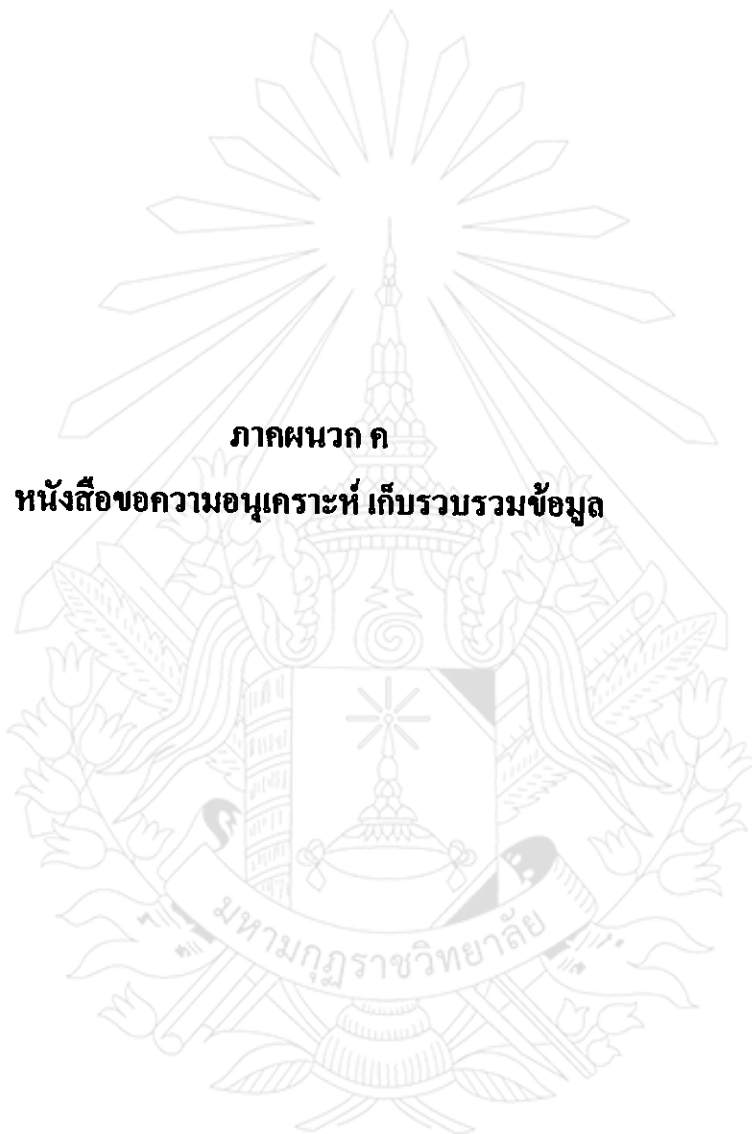 ภาคผนวก ค
หนังสือขอความอนุเคราะห์ เก็บรวบรวมข้อมูล
มหามกุฏราชวิทยาลัย